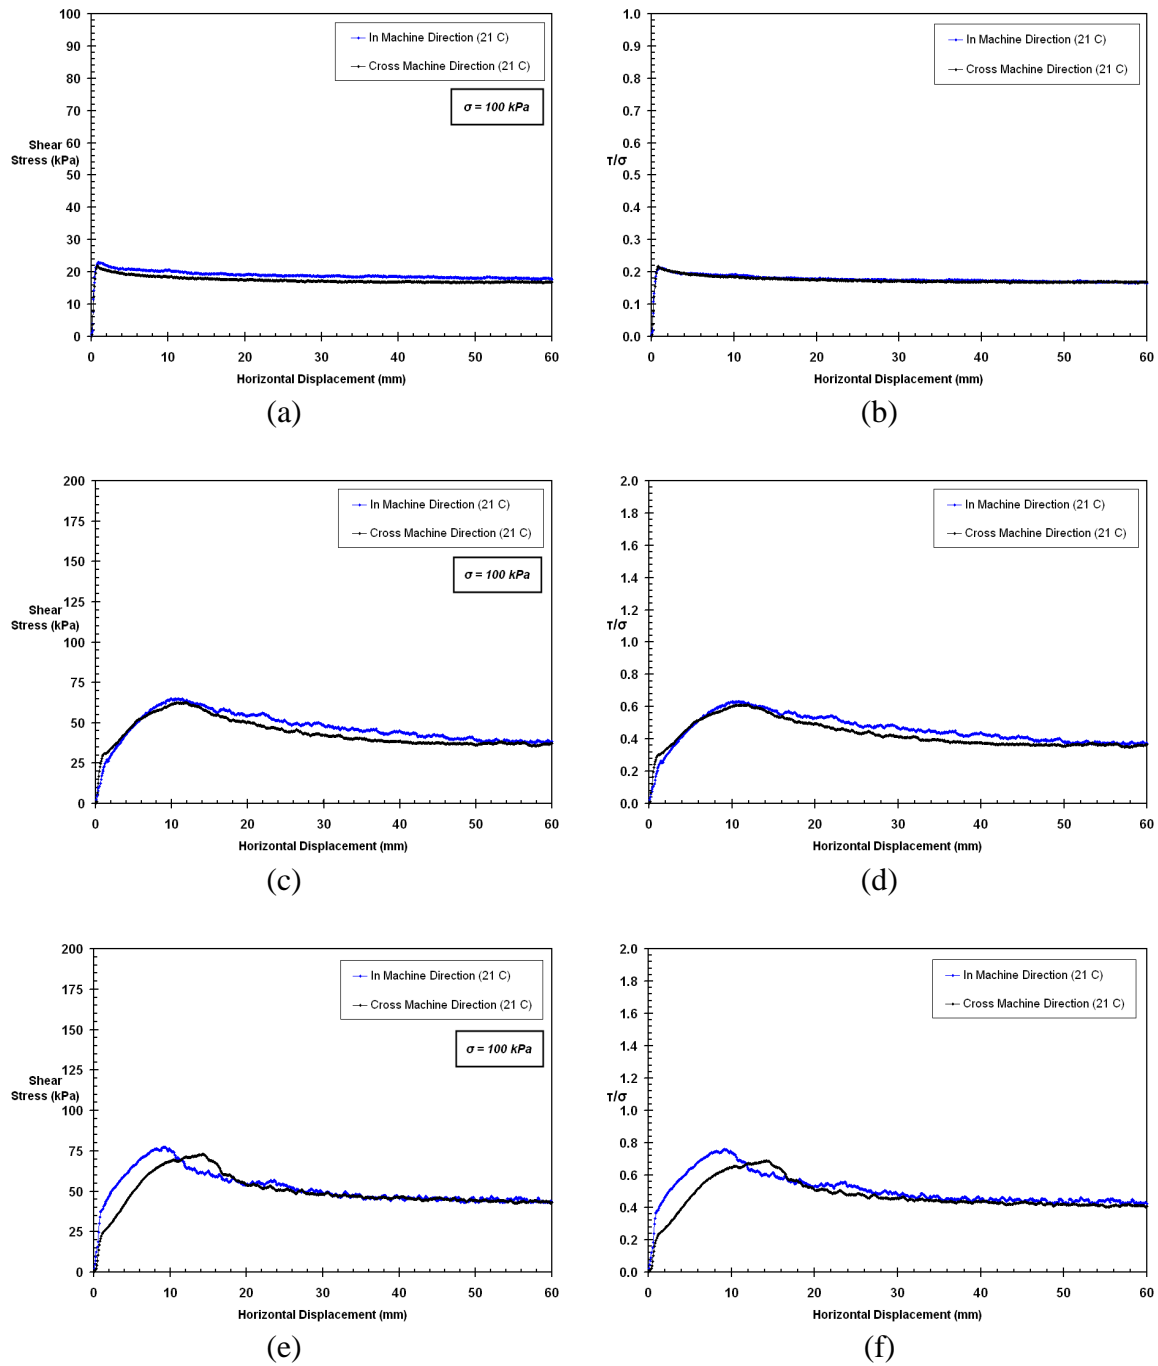 100
90
80
70
60
50
40
30
20
10
0
Shear
Stress (kPa)
In Machine Direction (21 C)
Cross Machine Direction (21 C)
σ = 100 kPa
0 10 20 30 40 50 60
Horizontal Displacement (mm)
(a)
1.0
0.9
0.8
0.7
0.6
0.5
0.4
0.3
0.2
0.1
0.0
τ/σ
In Machine Direction (21 C)
Cross Machine Direction (21 C)
0 10 20 30 40 50 60
Horizontal Displacement (mm)
(b)
200
175
150
125
100
75
50
25
0
Shear
Stress (kPa)
In Machine Direction (21 C)
Cross Machine Direction (21 C)
σ = 100 kPa
0 10 20 30 40 50 60
Horizontal Displacement (mm)
(c)
2.0
1.8
1.6
1.4
1.2
1.0
0.8
0.6
0.4
0.2
0.0
τ/σ
In Machine Direction (21 C)
Cross Machine Direction (21 C)
0 10 20 30 40 50 60
Horizontal Displacement (mm)
(d)
200
175
150
125
100
75
50
25
0
Shear
Stress (kPa)
In Machine Direction (21 C)
Cross Machine Direction (21 C)
σ = 100 kPa
0 10 20 30 40 50 60
Horizontal Displacement (mm)
(e)
2.0
1.8
1.6
1.4
1.2
1.0
0.8
0.6
0.4
0.2
0.0
τ/σ
In Machine Direction (21 C)
Cross Machine Direction (21 C)
0 10 20 30 40 50 60
Horizontal Displacement (mm)
(f)